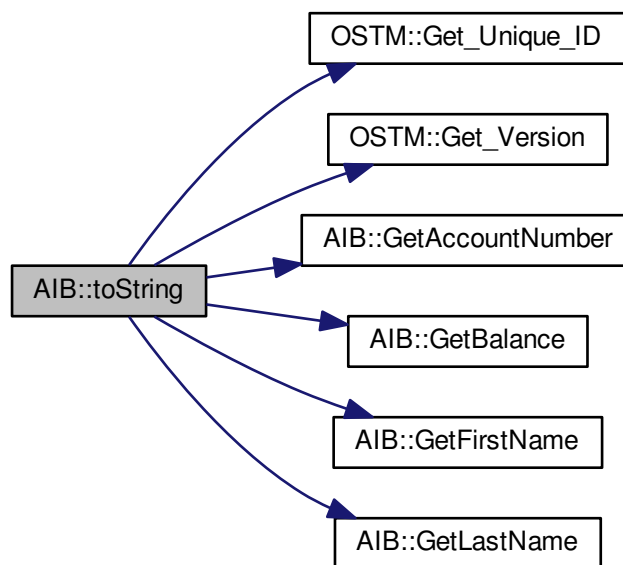 OSTM::Get_Unique_ID
OSTM::Get_Version
AIB::GetAccountNumber
AIB::toString
AIB::GetBalance
AIB::GetFirstName
AIB::GetLastName